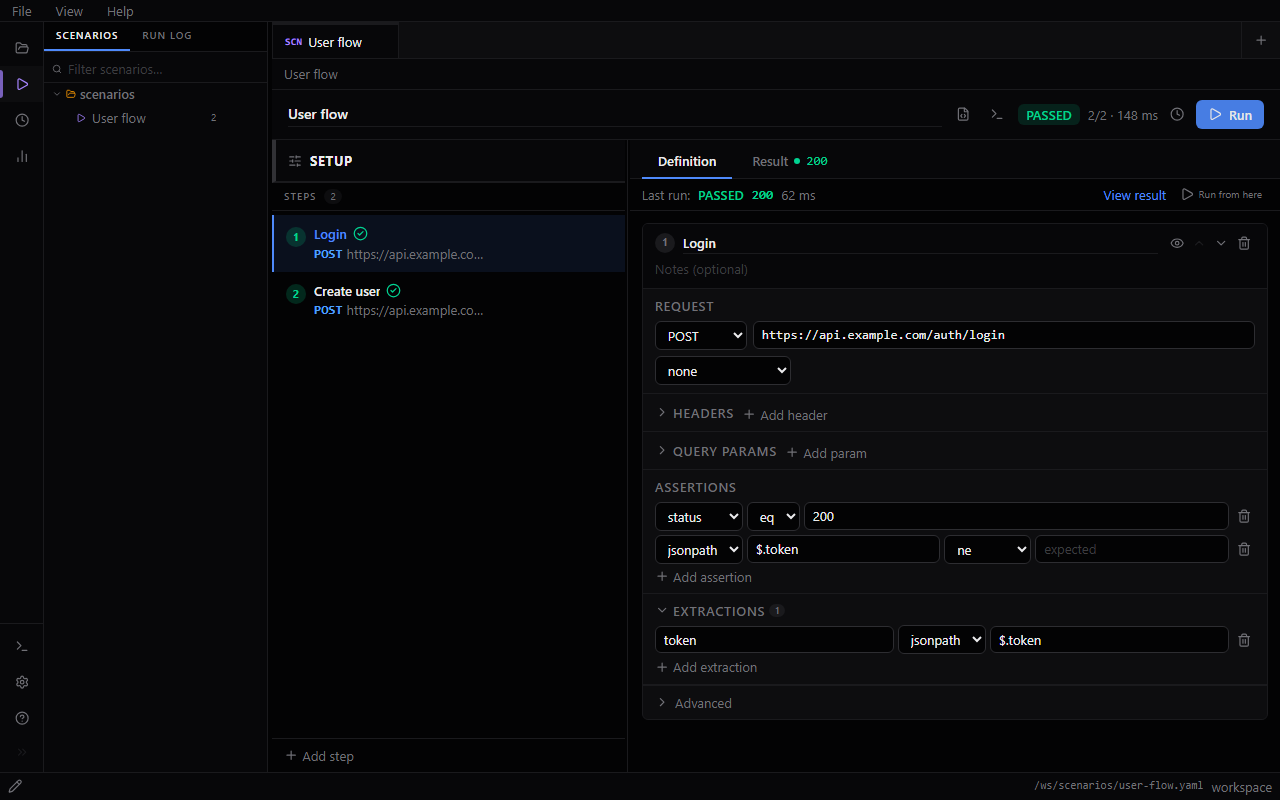 File View Help
SCENARIOS RUN LOG
Filter scenarios...
scenarios
User flow 2
SCN User flow
User flow
User flow PASSED 2/2 · 148 ms Run
SETUP
STEPS 2
1 Login
POST https://api.example.co...
2 Create user
POST https://api.example.co...
Add step
Definition Result 200
Last run: PASSED 200 62 ms View result Run from here
1 Login
Notes (optional)
REQUEST
POST https://api.example.com/auth/login
none
HEADERS + Add header
QUERY PARAMS + Add param
ASSERTIONS
status eq 200
jsonpath $.token ne expected
+ Add assertion
EXTRACTIONS 1
token jsonpath $.token
+ Add extraction
Advanced
/ws/scenarios/user-flow.yaml workspace